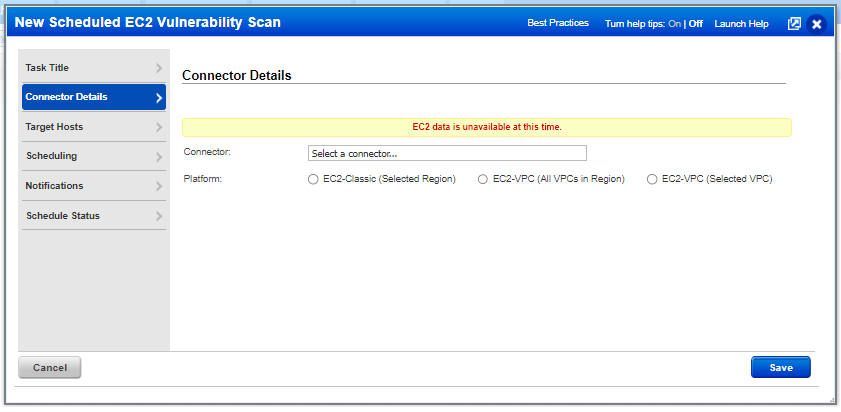 New Scheduled EC2 Vulnerability Scan
Best Practices Turn help tips: On | Off Launch Help
Task Title
Connector Details
Target Hosts
Scheduling
Notifications
Schedule Status
Connector Details
EC2 data is unavailable at this time.
Connector: Select a connector...
Platform: EC2-Classic (Selected Region) EC2-VPC (All VPCs in Region) EC2-VPC (Selected VPC)
Cancel Save